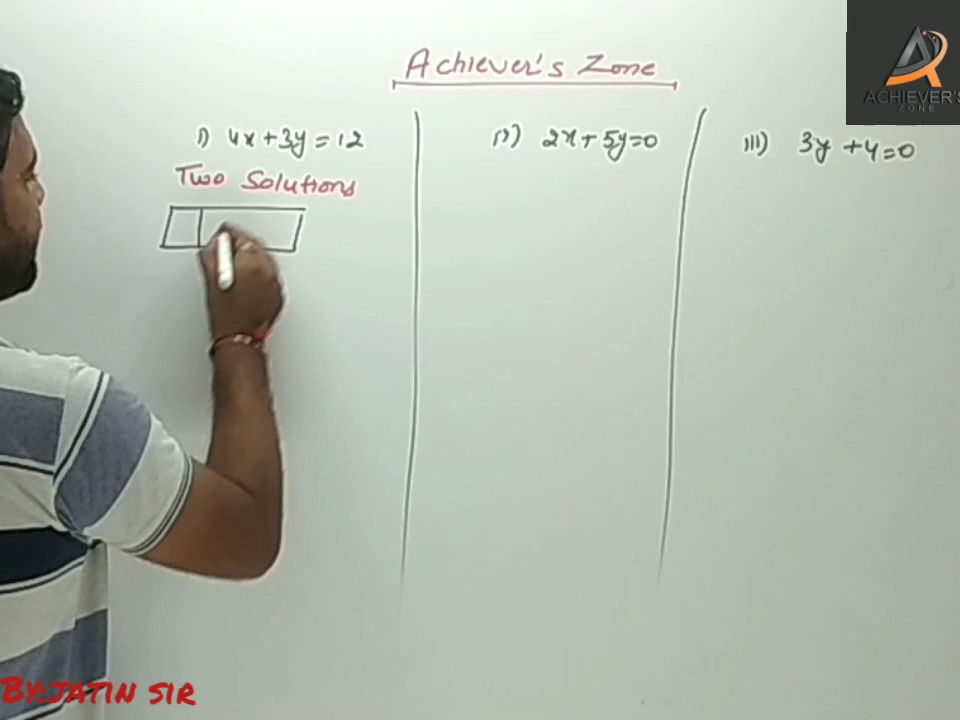 Achiever's Zone
ACHIEVER'S
ZONE
i) 4x + 3y = 12
Two Solutions
ii) 2x + 5y = 0
iii) 3y + 4 = 0
By:JATIN SIR